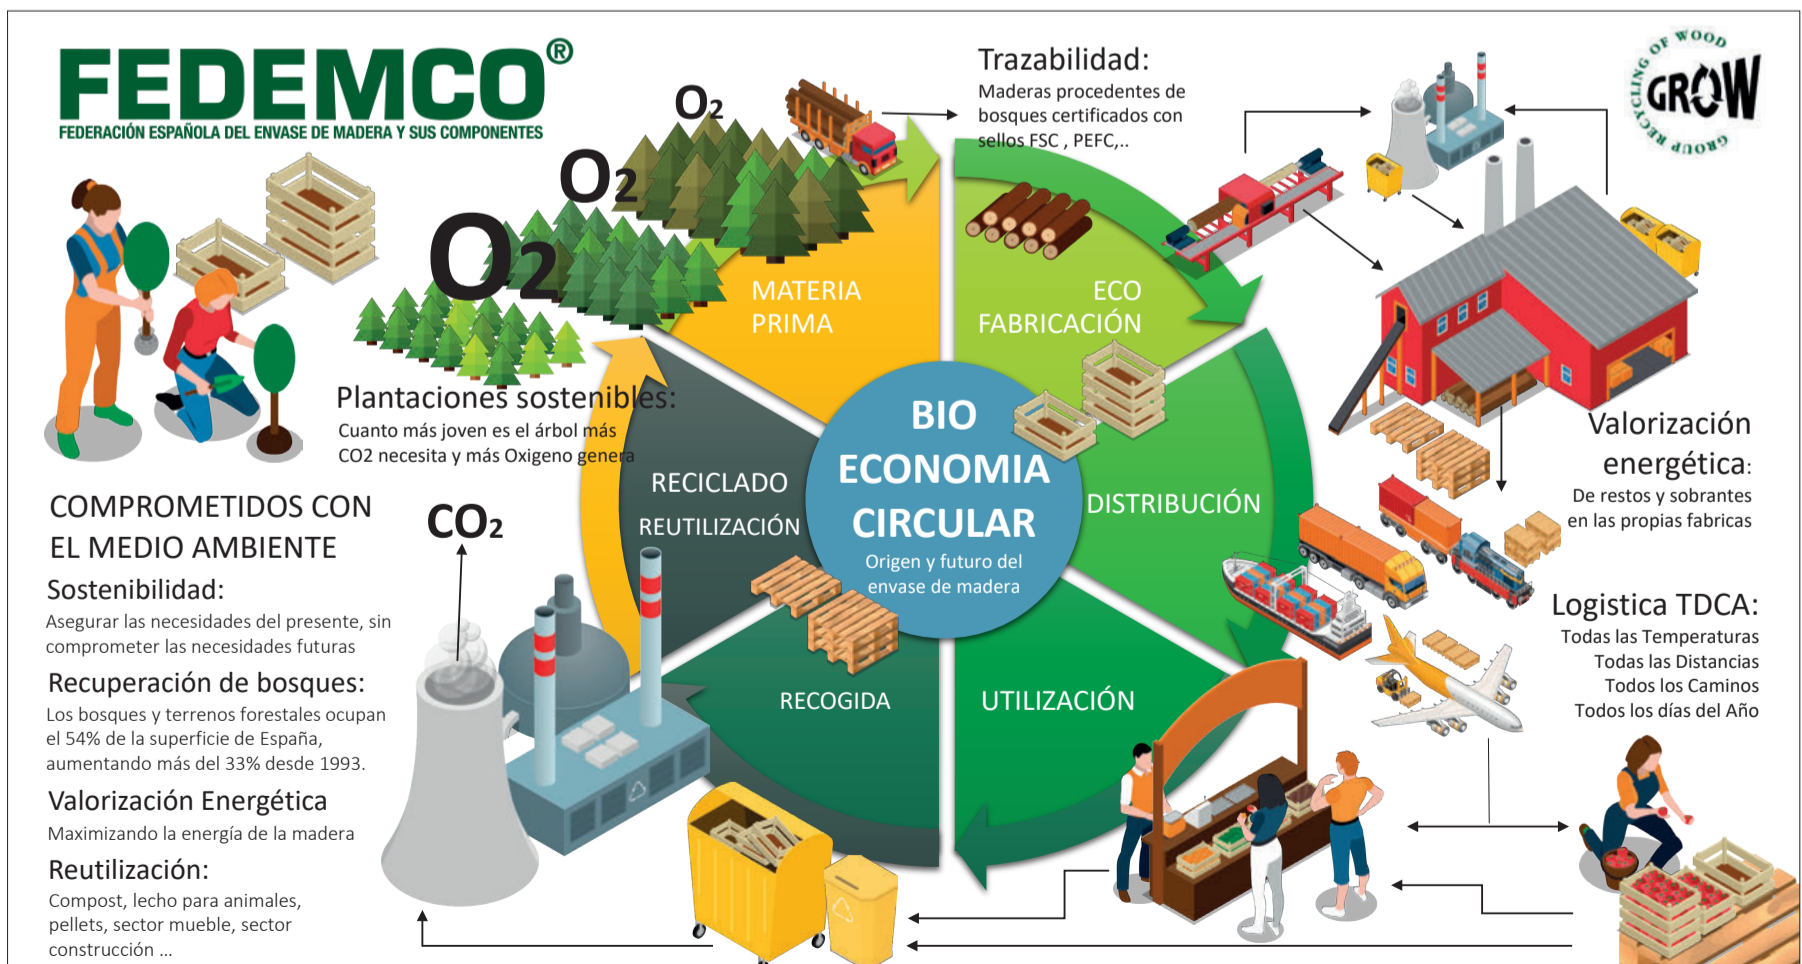 FEDEMCO®
FEDERACIÓN ESPAÑOLA DEL ENVASE DE MADERA Y SUS COMPONENTES
O2
O2
O2
Trazabilidad:
Maderas procedentes de
bosques certificados con
sellos FSC , PEFC,..
GROUP RECYCLING OF WOOD
GROW
MATERIA
PRIMA
ECO
FABRICACIÓN
Plantaciones sostenibles:
Cuanto más joven es el árbol más
CO2 necesita y más Oxigeno genera
BIO
ECONOMIA
CIRCULAR
Origen y futuro del
envase de madera
RECICLADO
REUTILIZACIÓN
DISTRIBUCIÓN
RECOGIDA
UTILIZACIÓN
Valorización
energética:
De restos y sobrantes
en las propias fabricas
Logistica TDCA:
Todas las Temperaturas
Todas las Distancias
Todos los Caminos
Todos los días del Año
CO2
COMPROMETIDOS CON
EL MEDIO AMBIENTE
Sostenibilidad:
Asegurar las necesidades del presente, sin
comprometer las necesidades futuras
Recuperación de bosques:
Los bosques y terrenos forestales ocupan
el 54% de la superficie de España,
aumentando más del 33% desde 1993.
Valorización Energética
Maximizando la energía de la madera
Reutilización:
Compost, lecho para animales,
pellets, sector mueble, sector
construcción ...